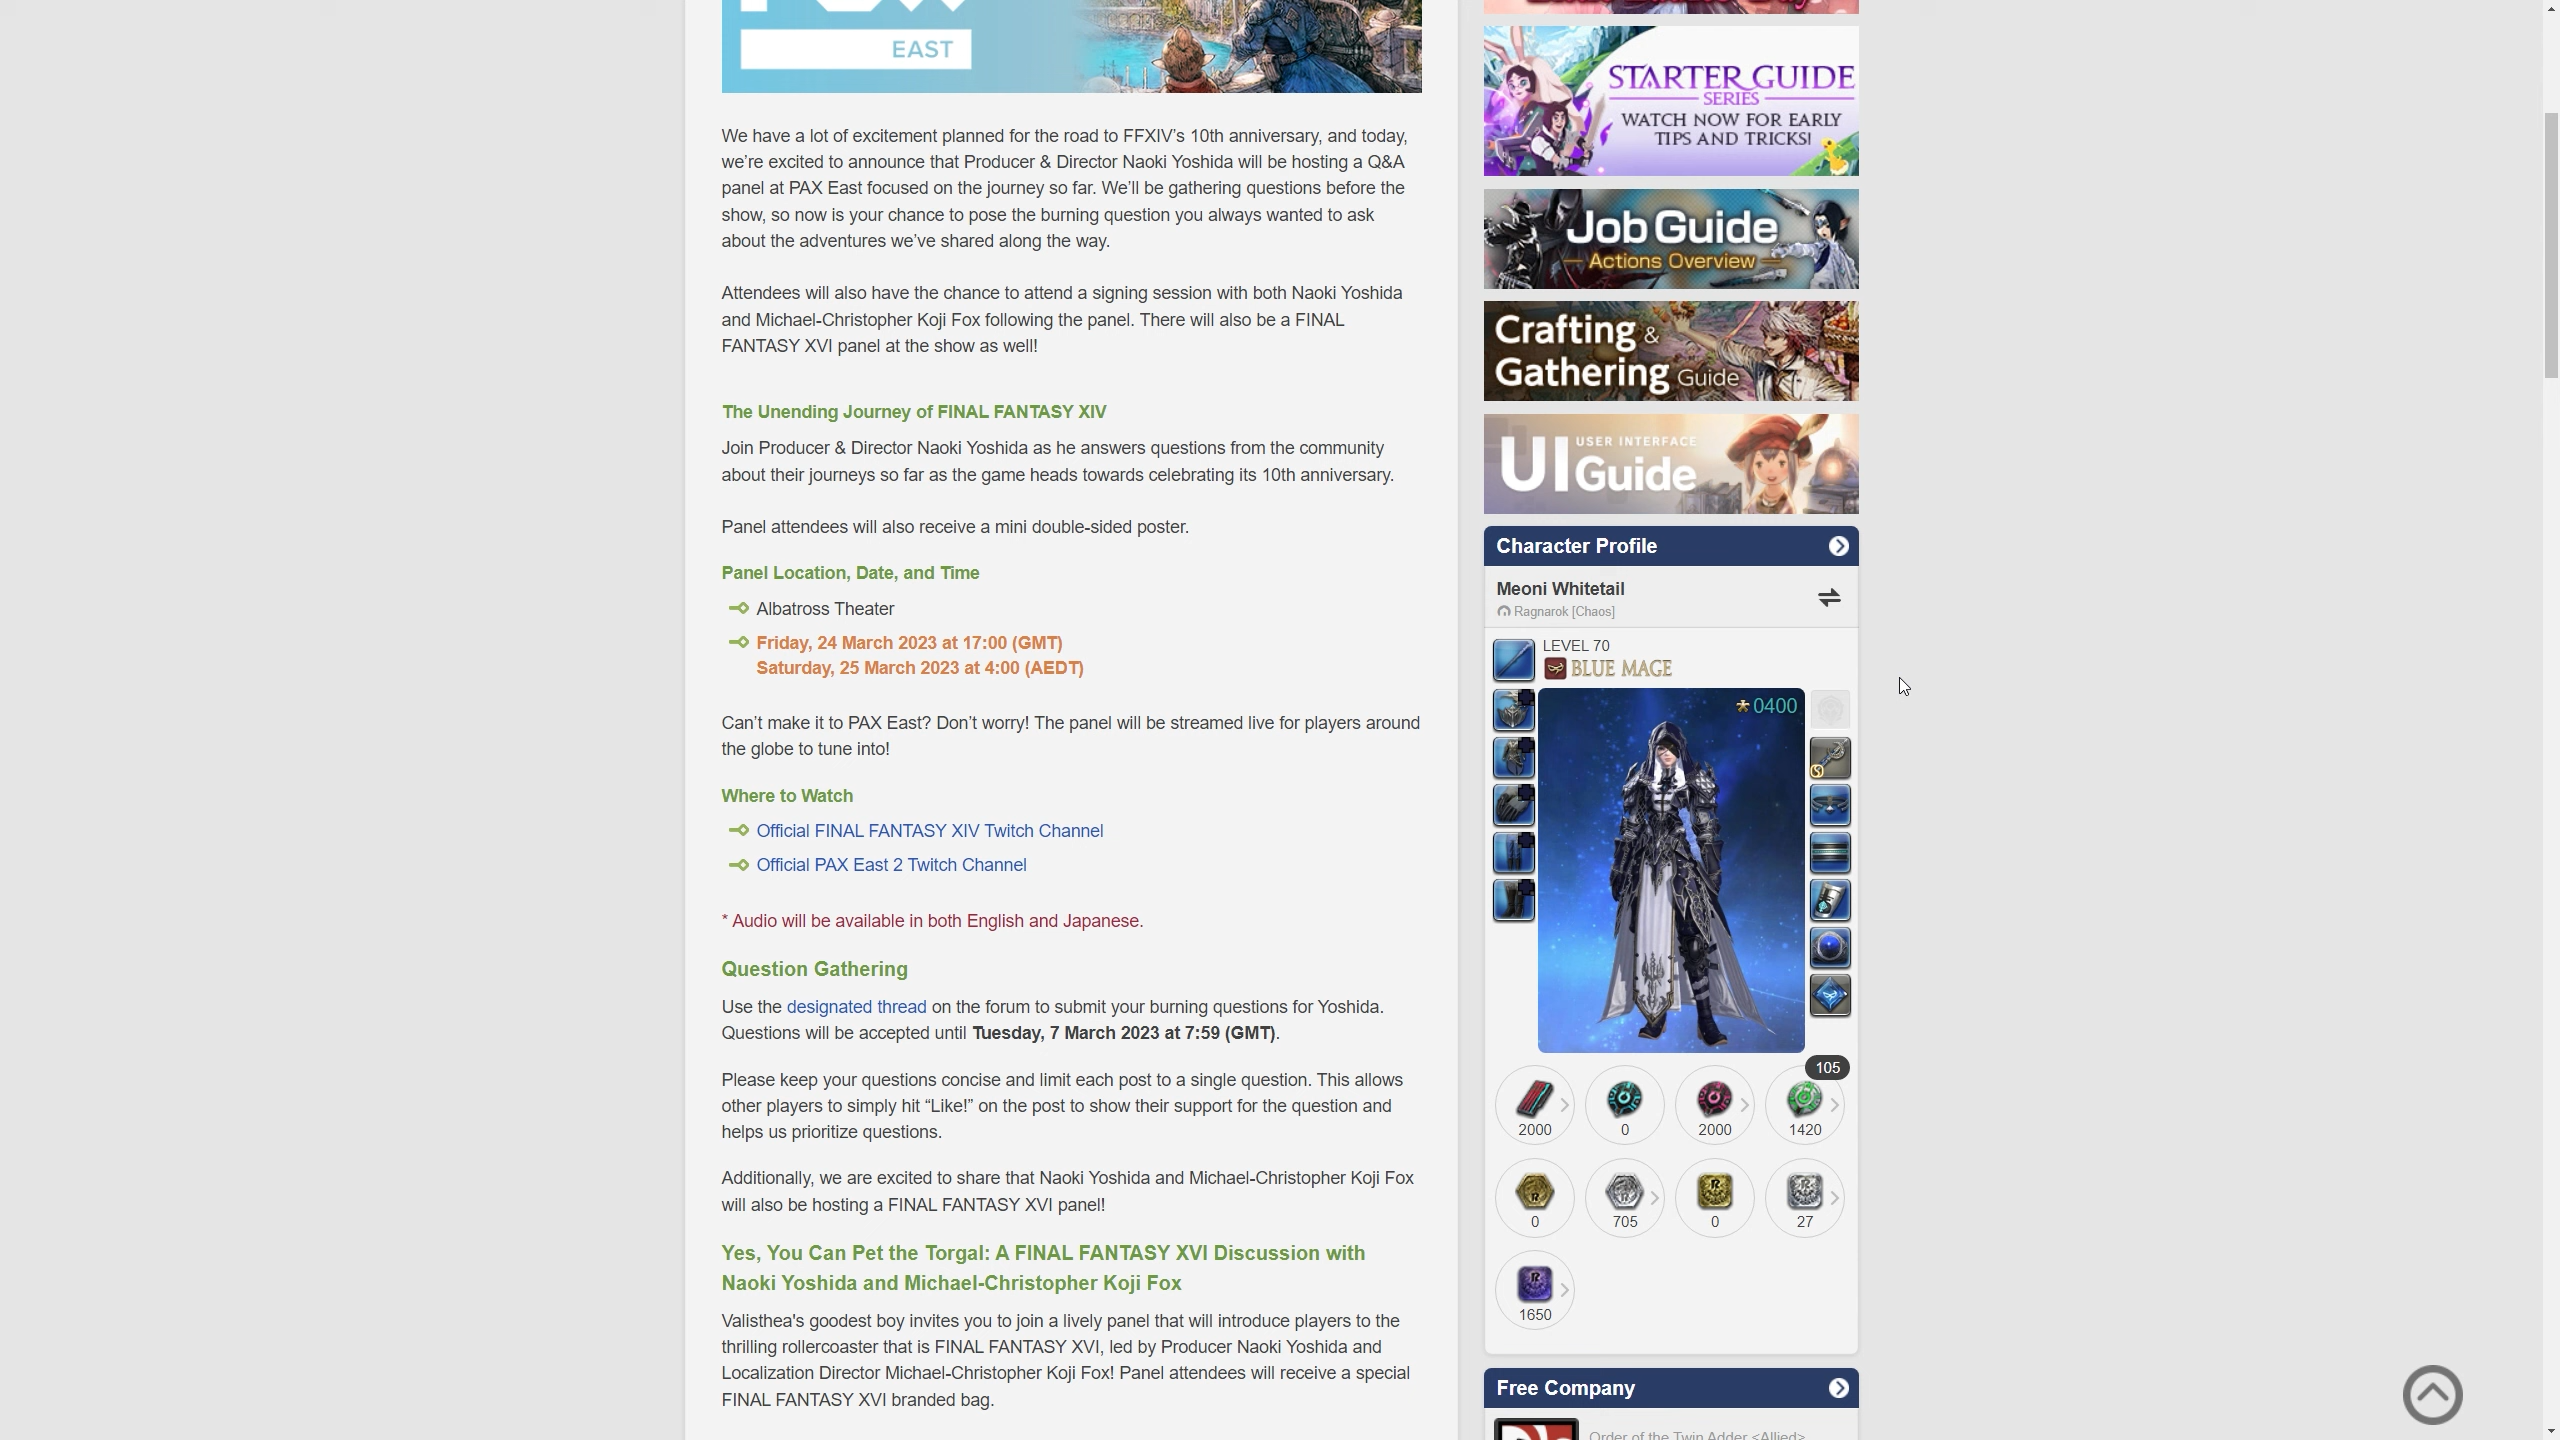 EAST
We have a lot of excitement planned for the road to FFXIV’s 10th anniversary, and today,
we’re excited to announce that Producer & Director Naoki Yoshida will be hosting a Q&A
panel at PAX East focused on the journey so far. We’ll be gathering questions before the
show, so now is your chance to pose the burning question you always wanted to ask
about the adventures we’ve shared along the way.
Attendees will also have the chance to attend a signing session with both Naoki Yoshida
and Michael-Christopher Koji Fox following the panel. There will also be a FINAL
FANTASY XVI panel at the show as well!
The Unending Journey of FINAL FANTASY XIV
Join Producer & Director Naoki Yoshida as he answers questions from the community
about their journeys so far as the game heads towards celebrating its 10th anniversary.
Panel attendees will also receive a mini double-sided poster.
Panel Location, Date, and Time
Albatross Theater
Friday, 24 March 2023 at 17:00 (GMT)
Saturday, 25 March 2023 at 4:00 (AEDT)
Can’t make it to PAX East? Don’t worry! The panel will be streamed live for players around
the globe to tune into!
Where to Watch
Official FINAL FANTASY XIV Twitch Channel
Official PAX East 2 Twitch Channel
* Audio will be available in both English and Japanese.
Question Gathering
Use the designated thread on the forum to submit your burning questions for Yoshida.
Questions will be accepted until Tuesday, 7 March 2023 at 7:59 (GMT).
Please keep your questions concise and limit each post to a single question. This allows
other players to simply hit “Like!” on the post to show their support for the question and
helps us prioritize questions.
Additionally, we are excited to share that Naoki Yoshida and Michael-Christopher Koji Fox
will also be hosting a FINAL FANTASY XVI panel!
Yes, You Can Pet the Torgal: A FINAL FANTASY XVI Discussion with
Naoki Yoshida and Michael-Christopher Koji Fox
Valisthea's goodest boy invites you to join a lively panel that will introduce players to the
thrilling rollercoaster that is FINAL FANTASY XVI, led by Producer Naoki Yoshida and
Localization Director Michael-Christopher Koji Fox! Panel attendees will receive a special
FINAL FANTASY XVI branded bag.
STARTER GUIDE
SERIES
WATCH NOW FOR EARLY
TIPS AND TRICKS!
Job Guide
Actions Overview
Crafting &
Gathering Guide
UI USER INTERFACE
Guide
Character Profile
Meoni Whitetail
Ragnarok [Chaos]
LEVEL 70
BLUE MAGE
0400
105
2000 0 2000 1420
0 705 0 27
1650
Free Company
Order of the Twin Adder <Allied>